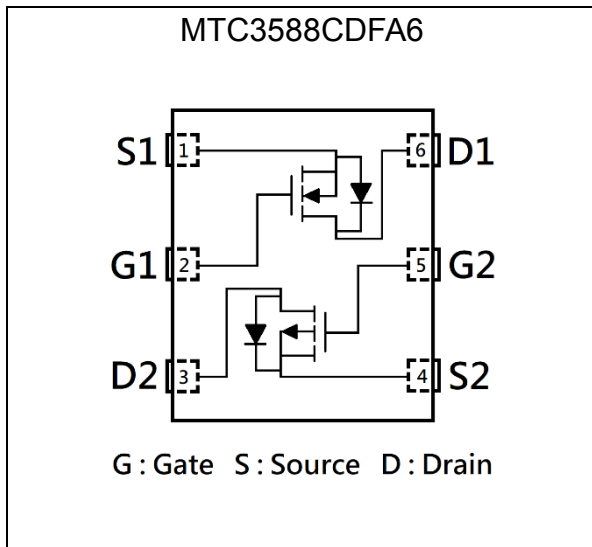 MTC3588CDFA6
S1 1 6 D1
G1 2 5 G2
D2 3 4 S2
G : Gate S : Source D : Drain